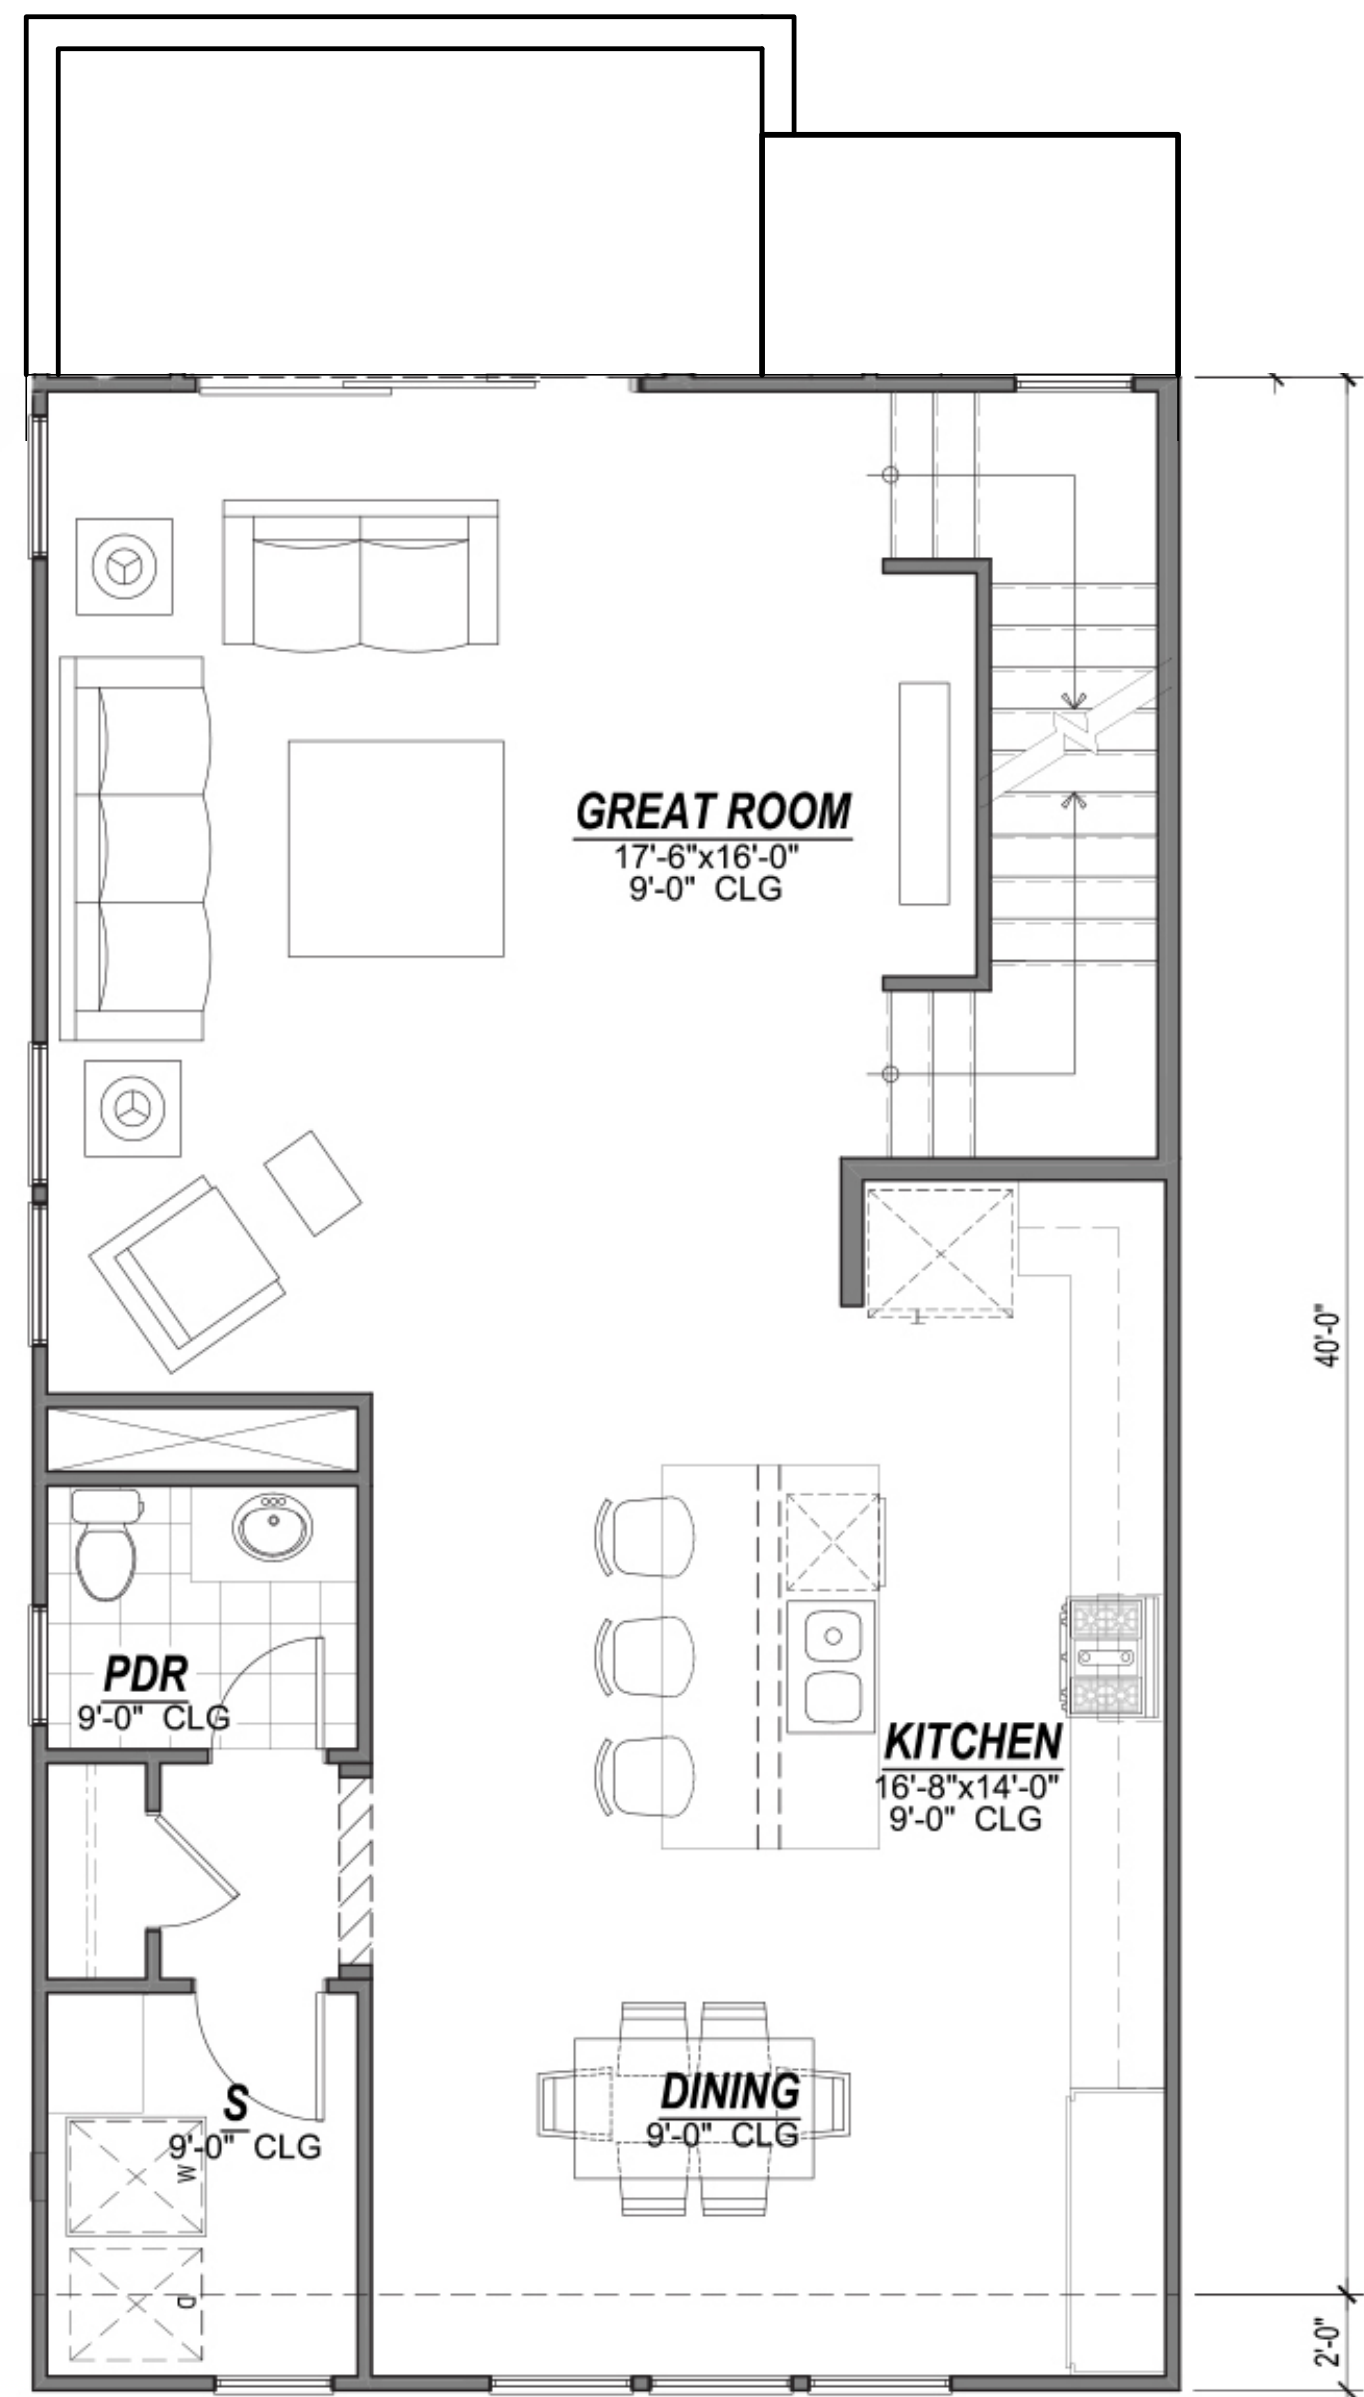 GREAT ROOM
17'-6"x16'-0"
9'-0" CLG
40'-0"
PDR
9'-0" CLG
KITCHEN
16'-8"x14'-0"
9'-0" CLG
DINING
9'-0" CLG
S
9'-0" CLG
W
D
2'-0"